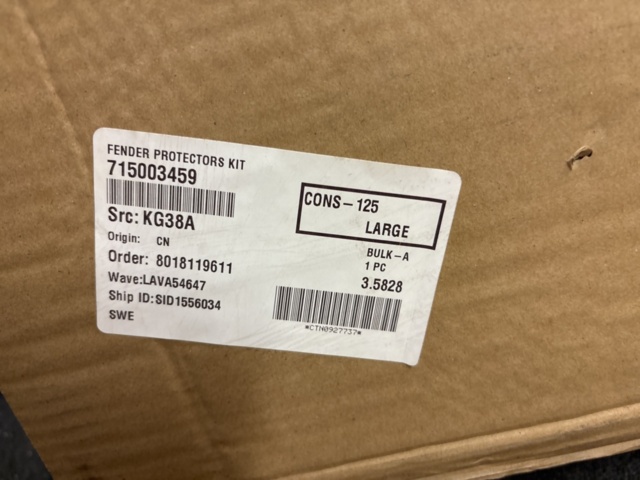 FENDER PROTECTORS KIT
715003459
Src: KG38A
Origin: CN
Order: 8018119611
Wave:LAVA54647
Ship ID:SID1556034
SWE
CONS-125
LARGE
BULK-A
1 PC
3.5828
*CTN0927737*